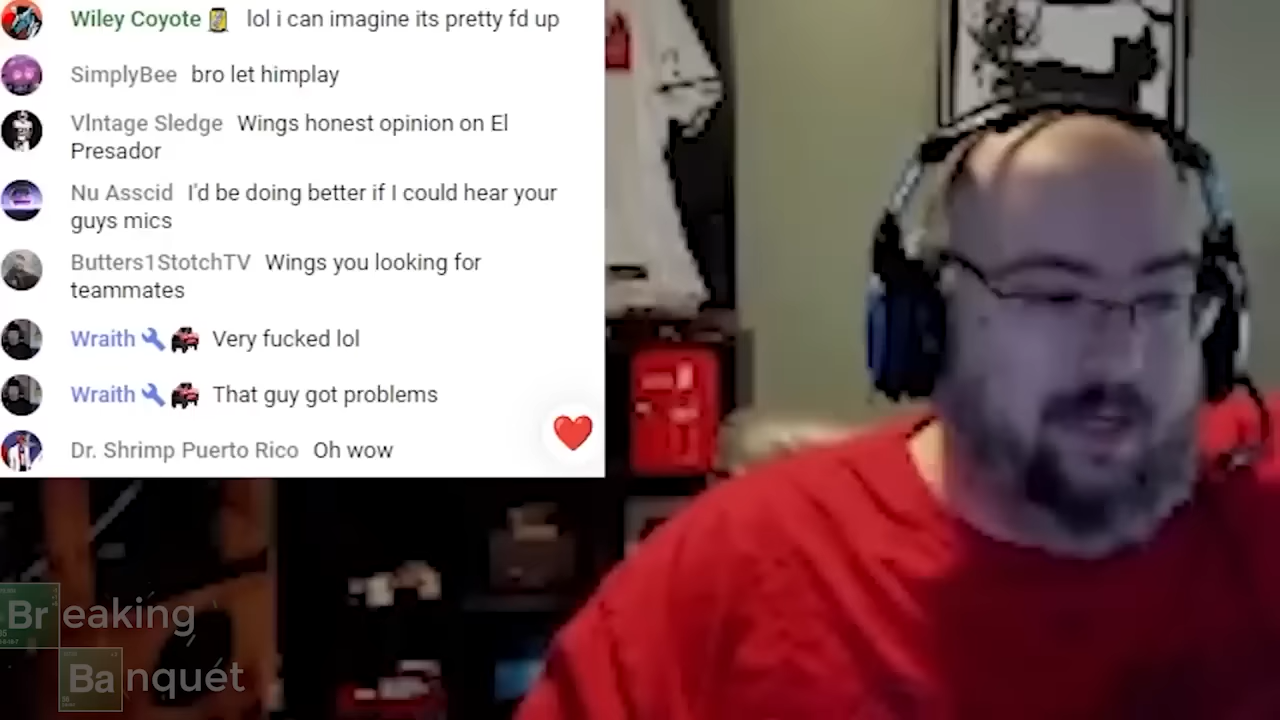 Wiley Coyote lol i can imagine its pretty fd up
SimplyBee bro let himplay
Vlntage Sledge Wings honest opinion on El
Presador
Nu Asscid I'd be doing better if I could hear your
guys mics
Butters1StotchTV Wings you looking for
teammates
Wraith Very fucked lol
Wraith That guy got problems
Dr. Shrimp Puerto Rico Oh wow
Breaking
Banquet